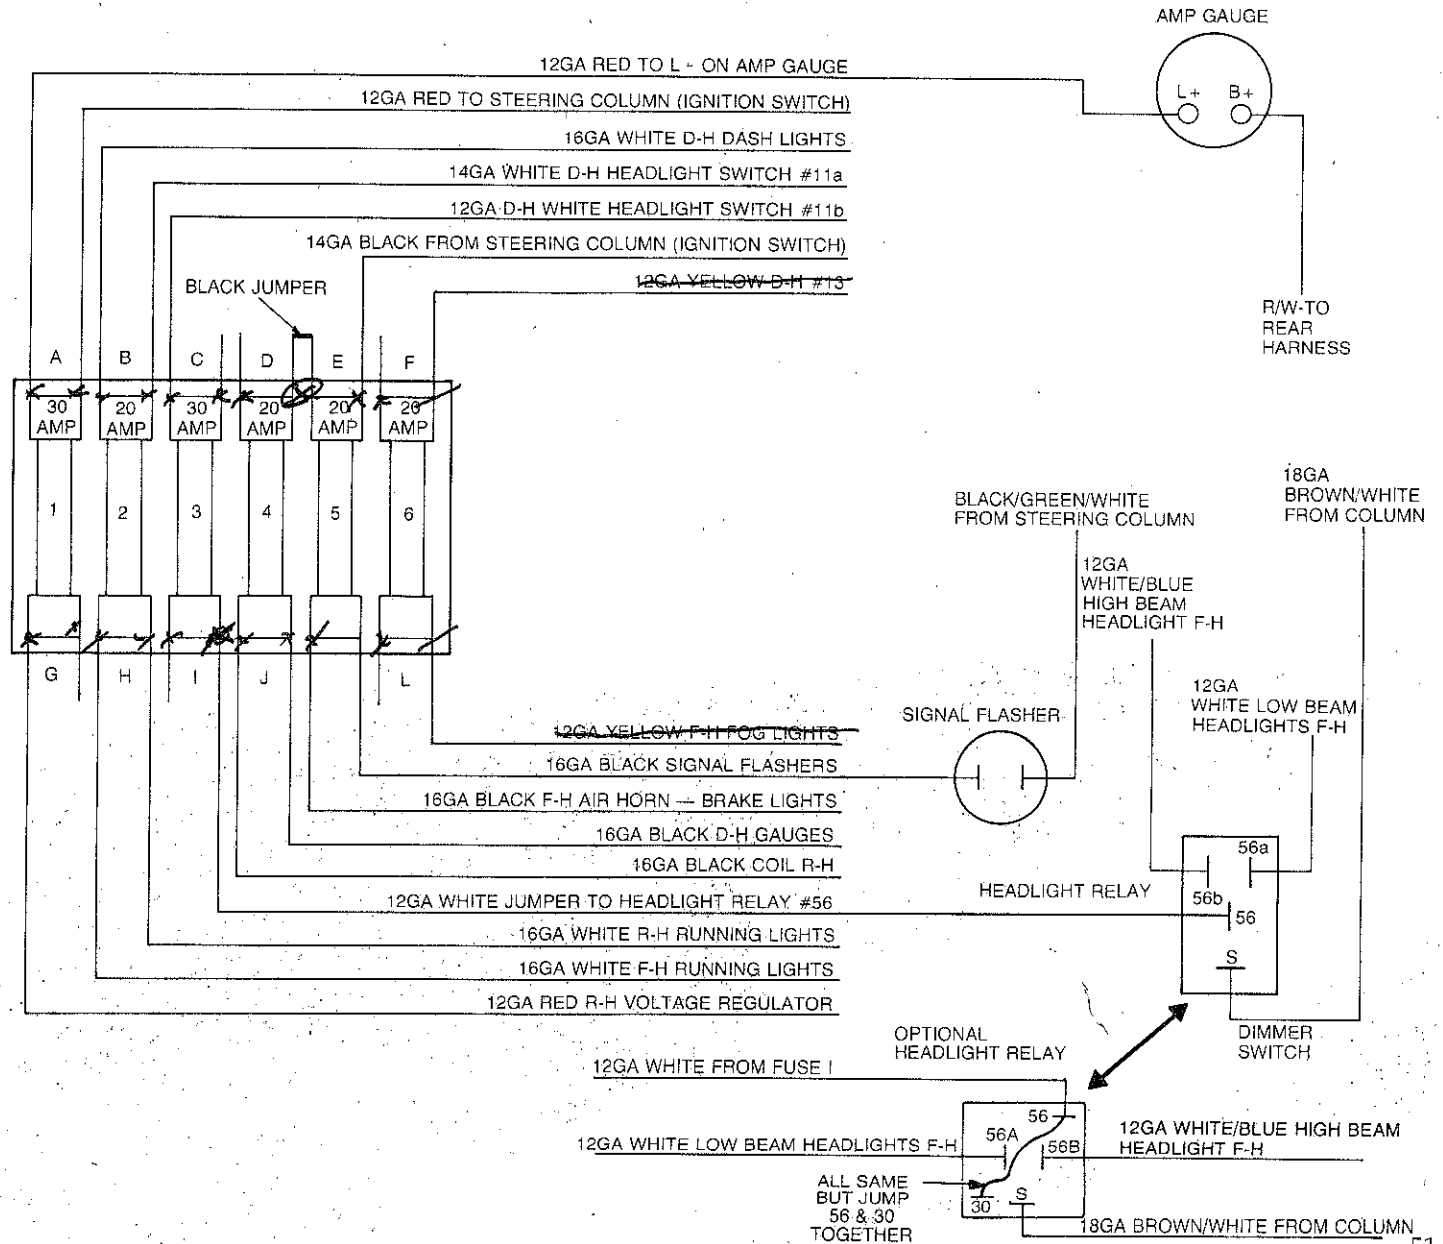 AMP GAUGE
12GA RED TO L - ON AMP GAUGE
L+ B+
12GA RED TO STEERING COLUMN (IGNITION SWITCH)
16GA WHITE D-H DASH LIGHTS
14GA WHITE D-H HEADLIGHT SWITCH #11a
12GA D-H WHITE HEADLIGHT SWITCH #11b
14GA BLACK FROM STEERING COLUMN (IGNITION SWITCH)
12GA YELLOW D-H #13
BLACK JUMPER
R/W-TO
REAR
HARNESS
A B C D E F
30 20 30 20 20 20
AMP AMP AMP AMP AMP AMP
1 2 3 4 5 6
G H I J L
BLACK/GREEN/WHITE
FROM STEERING COLUMN
18GA
BROWN/WHITE
FROM COLUMN
12GA
WHITE/BLUE
HIGH BEAM
HEADLIGHT F-H
12GA
WHITE LOW BEAM
HEADLIGHTS F-H
SIGNAL FLASHER
12GA YELLOW F-H FOG LIGHTS
16GA BLACK SIGNAL FLASHERS
16GA BLACK F-H AIR HORN — BRAKE LIGHTS
16GA BLACK D-H GAUGES
16GA BLACK COIL R-H
12GA WHITE JUMPER TO HEADLIGHT RELAY #56
16GA WHITE R-H RUNNING LIGHTS
16GA WHITE F-H RUNNING LIGHTS
12GA RED R-H VOLTAGE REGULATOR
HEADLIGHT RELAY
56a
56b
56
S
DIMMER
SWITCH
OPTIONAL
HEADLIGHT RELAY
12GA WHITE FROM FUSE I
56
56A
56B
12GA WHITE LOW BEAM HEADLIGHTS F-H
12GA WHITE/BLUE HIGH BEAM
HEADLIGHT F-H
ALL SAME
BUT JUMP
56 & 30
TOGETHER
30
S
18GA BROWN/WHITE FROM COLUMN